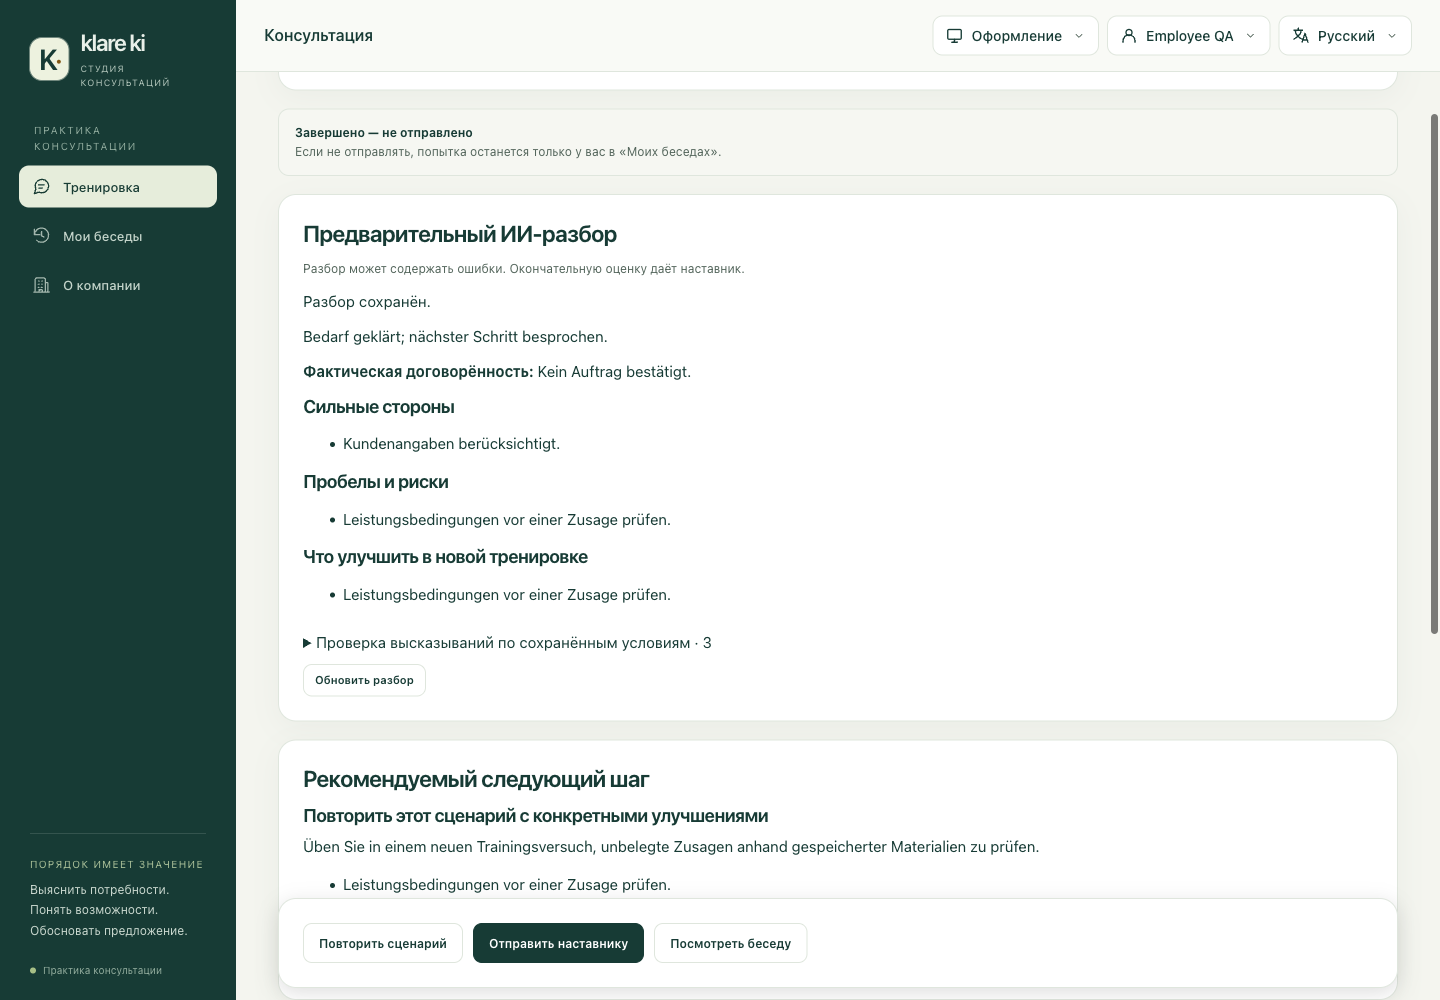 klare ki
СТУДИЯ
КОНСУЛЬТАЦИЙ
K
ПРАКТИКА
КОНСУЛЬТАЦИИ
Тренировка
Мои беседы
О компании
ПОРЯДОК ИМЕЕТ ЗНАЧЕНИЕ
Выяснить потребности.
Понять возможности.
Обосновать предложение.
Практика консультации
Консультация
Оформление
Employee QA
Русский
Завершено — не отправлено
Если не отправлять, попытка останется только у вас в «Моих беседах».
Предварительный ИИ-разбор
Разбор может содержать ошибки. Окончательную оценку даёт наставник.
Разбор сохранён.
Bedarf geklärt; nächster Schritt besprochen.
Фактическая договорённость: Kein Auftrag bestätigt.
Сильные стороны
• Kundenangaben berücksichtigt.
Пробелы и риски
• Leistungsbedingungen vor einer Zusage prüfen.
Что улучшить в новой тренировке
• Leistungsbedingungen vor einer Zusage prüfen.
Проверка высказываний по сохранённым условиям · 3
Обновить разбор
Рекомендуемый следующий шаг
Повторить этот сценарий с конкретными улучшениями
Üben Sie in einem neuen Trainingsversuch, unbelegte Zusagen anhand gespeicherter Materialien zu prüfen.
• Leistungsbedingungen vor einer Zusage prüfen.
Повторить сценарий
Отправить наставнику
Посмотреть беседу